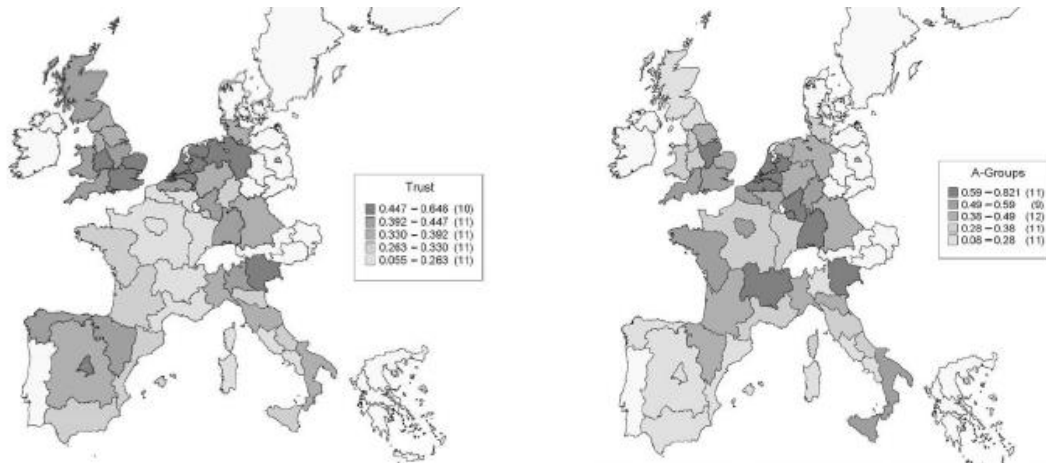 Trust
0.447 – 0.646 (10)
0.392 – 0.447 (11)
0.330 – 0.392 (11)
0.263 – 0.330 (11)
0.055 – 0.263 (11)
A-Groups
0.59 – 0.821 (11)
0.49 – 0.59 (9)
0.38 – 0.49 (12)
0.28 – 0.38 (11)
0.08 – 0.28 (11)